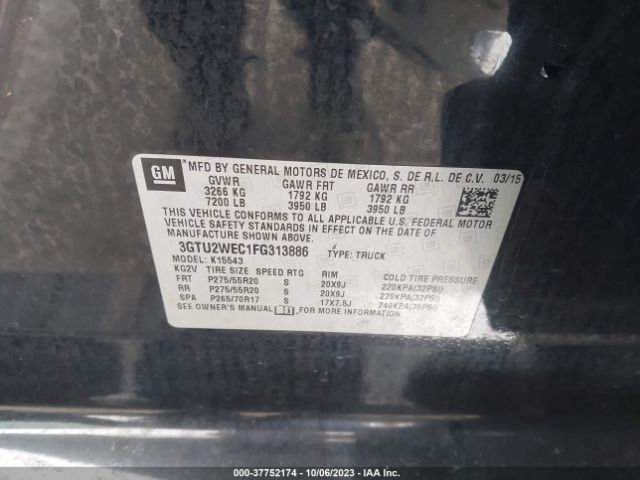 GM
MFD BY GENERAL MOTORS DE MEXICO, S. DE R.L. DE C.V. 03/15
GVWR GAWR FRT GAWR RR
3266 KG 1792 KG 1792 KG
7200 LB 3950 LB 3950 LB
THIS VEHICLE CONFORMS TO ALL APPLICABLE U.S. FEDERAL MOTOR
VEHICLE SAFETY STANDARDS IN EFFECT ON THE DATE OF
MANUFACTURE SHOWN ABOVE.
3GTU2WEC1FG313886 TYPE: TRUCK
MODEL: K15543
KG2V TIRE SIZE SPEED RTG RIM COLD TIRE PRESSURE
FRT P275/55R20 S 20X9J 220KPA(32PSI)
RR P275/55R20 S 20X9J 220KPA(32PSI)
SPA P265/70R17 S 17X7.5J 240KPA(35PSI)
SEE OWNER'S MANUAL FOR MORE INFORMATION.
000-37752174 | 10/06/2023 | IAA Inc.